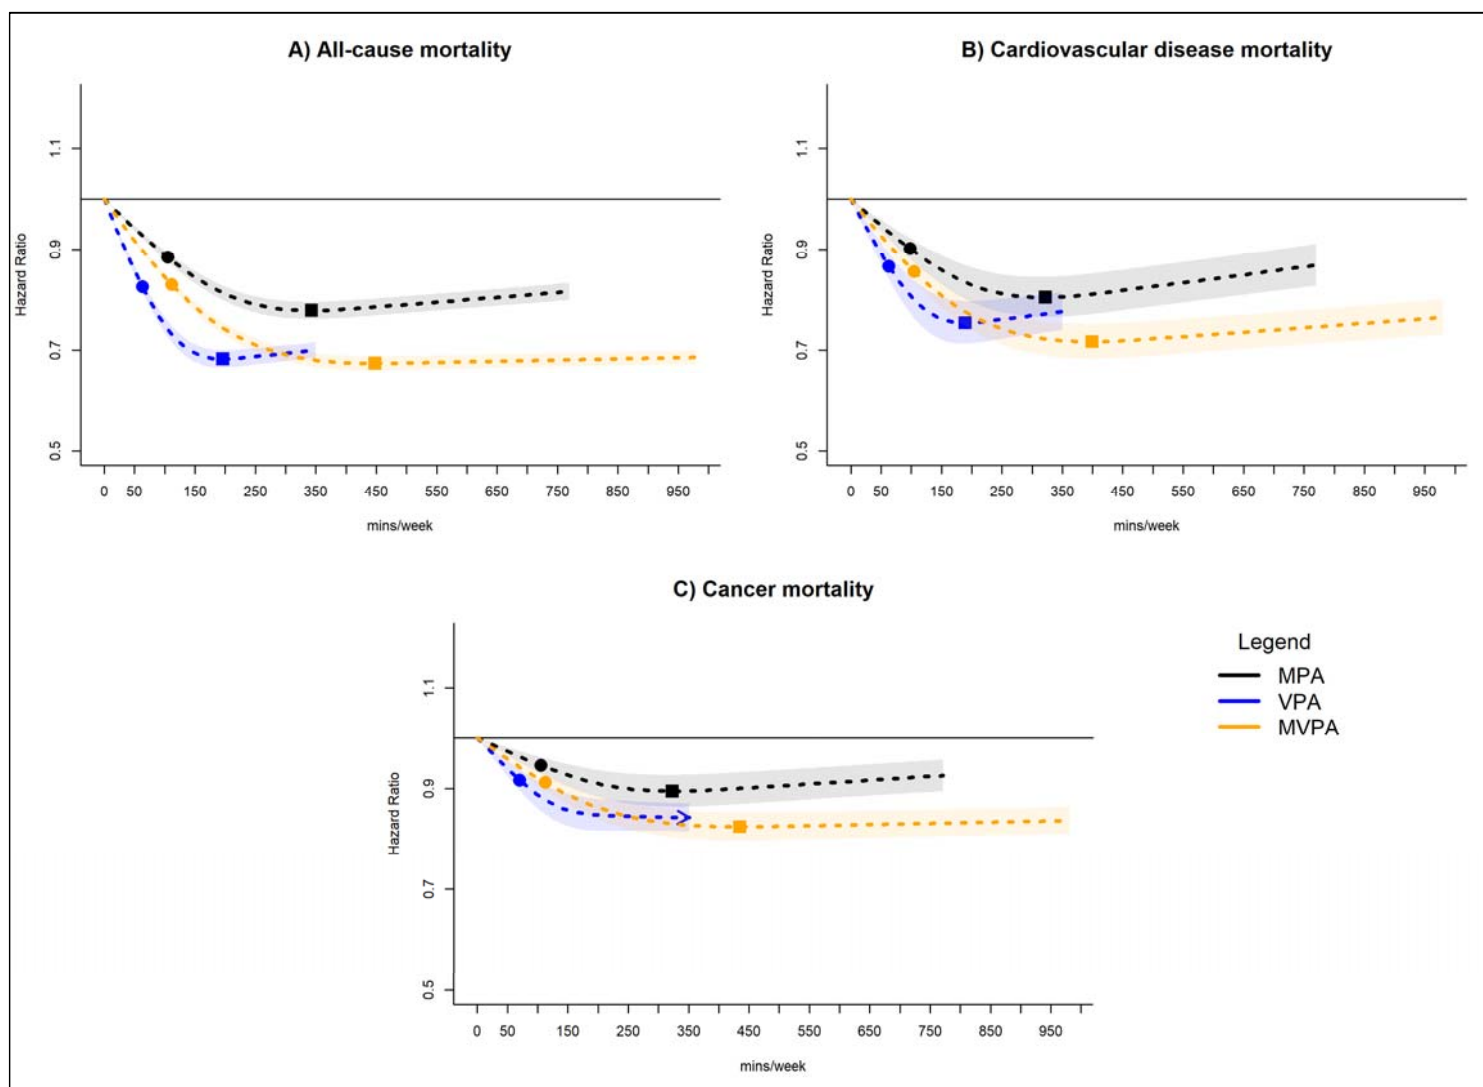 A) All-cause mortality
1.1
0.9
0.7
0.5
Hazard Ratio
0 50 150 250 350 450 550 650 750 850 950
mins/week
B) Cardiovascular disease mortality
1.1
0.9
0.7
0.5
Hazard Ratio
0 50 150 250 350 450 550 650 750 850 950
mins/week
C) Cancer mortality
1.1
0.9
0.7
0.5
Hazard Ratio
0 50 150 250 350 450 550 650 750 850 950
mins/week
Legend
MPA
VPA
MVPA